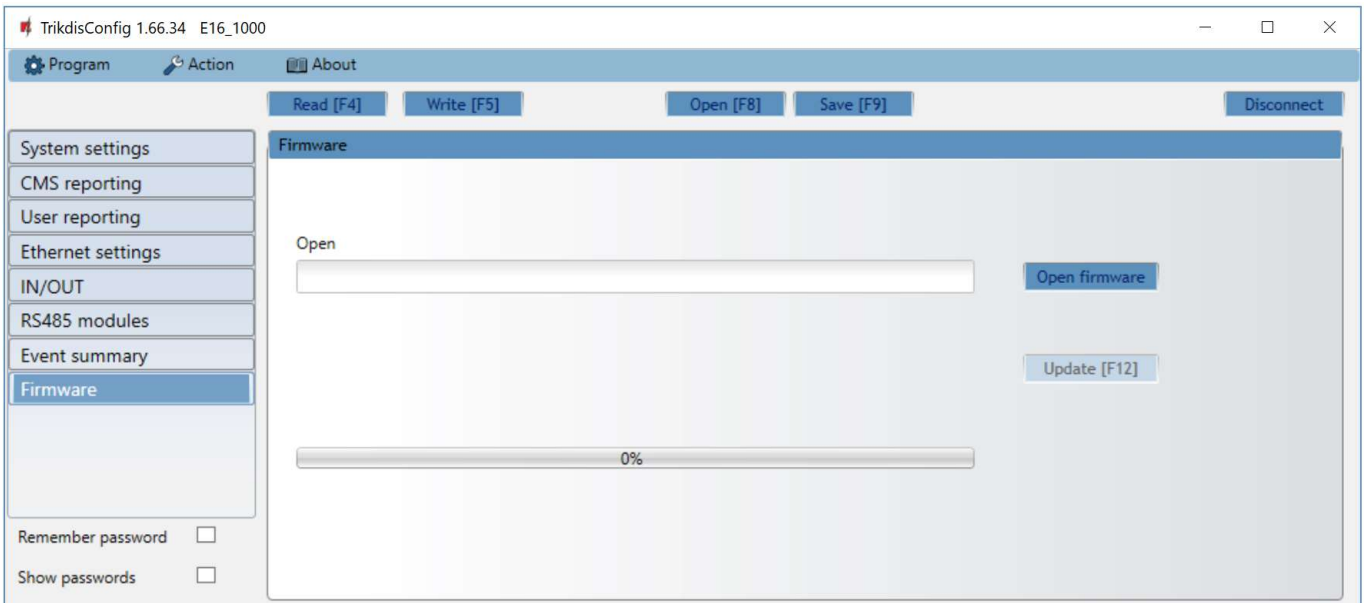 TrikdisConfig 1.66.34 E16_1000
Program Action About
Read [F4] Write [F5] Open [F8] Save [F9] Disconnect
System settings
CMS reporting
User reporting
Ethernet settings
IN/OUT
RS485 modules
Event summary
Firmware
Remember password
Show passwords
Firmware
Open
Open firmware
Update [F12]
0%